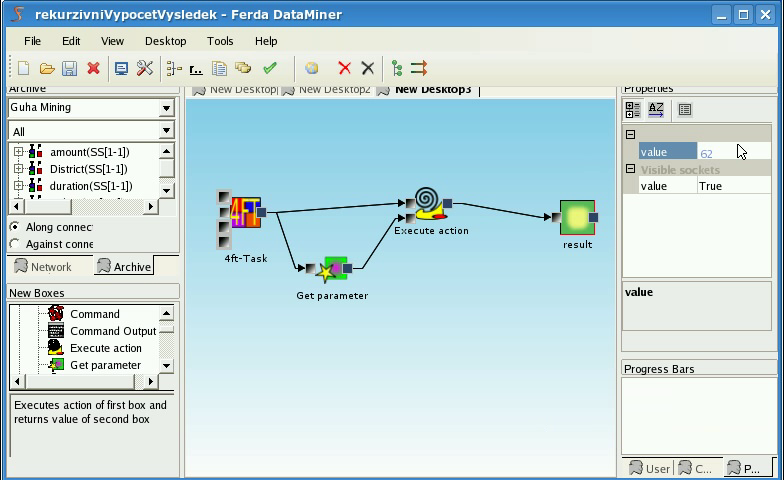 rekurzivniVypocetVysledek - Ferda DataMiner
File Edit View Desktop Tools Help
Archive
Guha Mining
All
amount(SS[1-1])
District(SS[1-1])
duration(SS[1-1])
Along connec
Against conne
Network Archive
New Boxes
Command
Command Output
Execute action
Get parameter
Executes action of first box and
returns value of second box
New Desktop New Desktop2 New Desktop3
4FT
4ft-Task
Execute action
Get parameter
result
Properties
AZ
value 62
Visible sockets
value True
value
Progress Bars
User C... P...